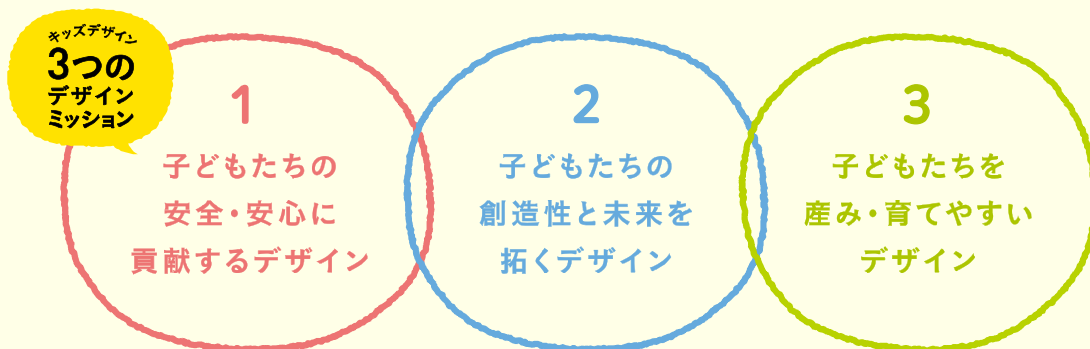 キッズデザイン
3つの
デザイン
ミッション
1
子どもたちの
安全・安心に
貢献するデザイン
2
子どもたちの
創造性と未来を
拓くデザイン
3
子どもたちを
産み・育てやすい
デザイン